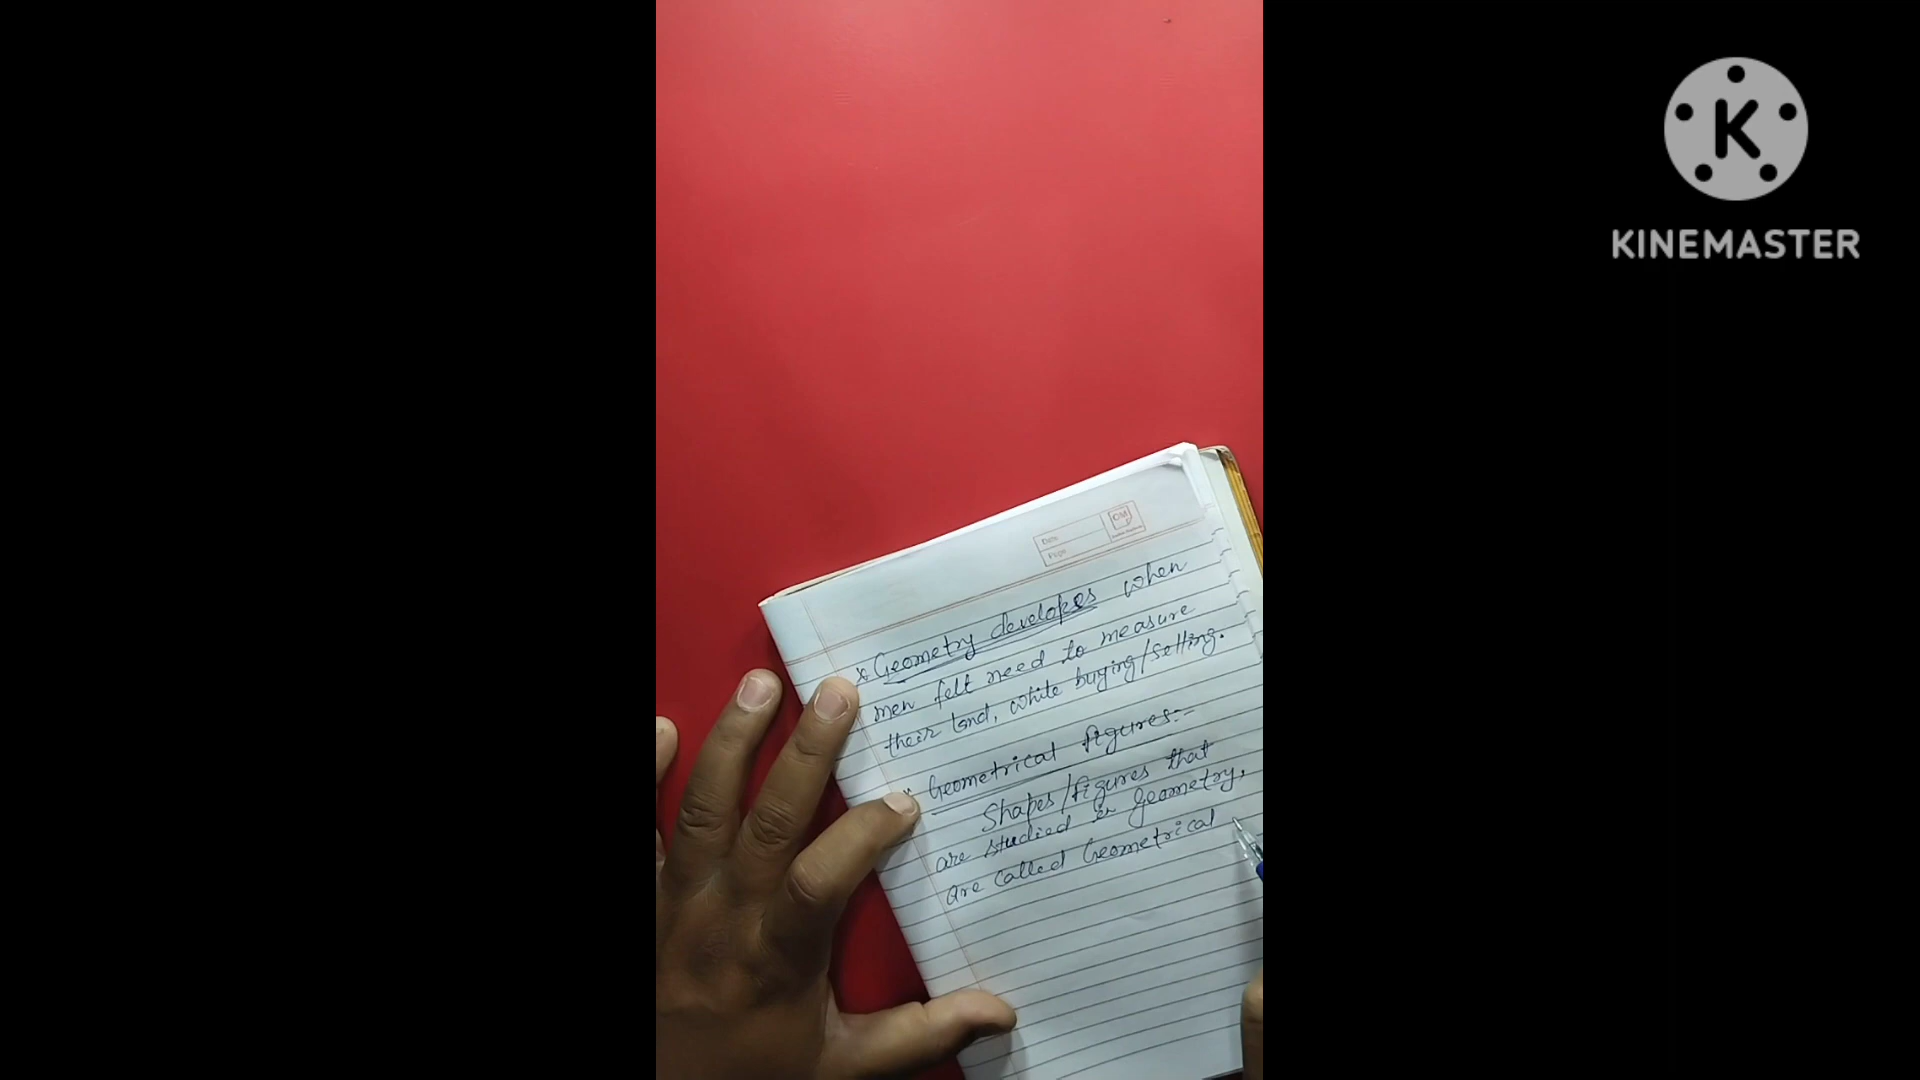 KINEMASTER
Date
Page
* Geometry developes when
men felt need to measure
their land, white buying/selling.
* Geometrical figures:-
Shapes/figures that
are studied in Geometry,
are called Geometrical